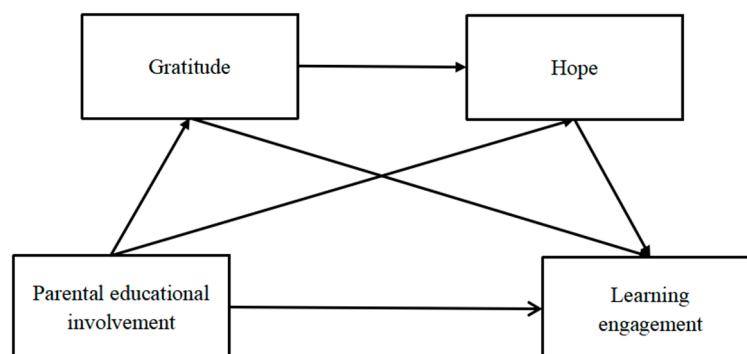 Gratitude
Hope
Parental educational
involvement
Learning
engagement